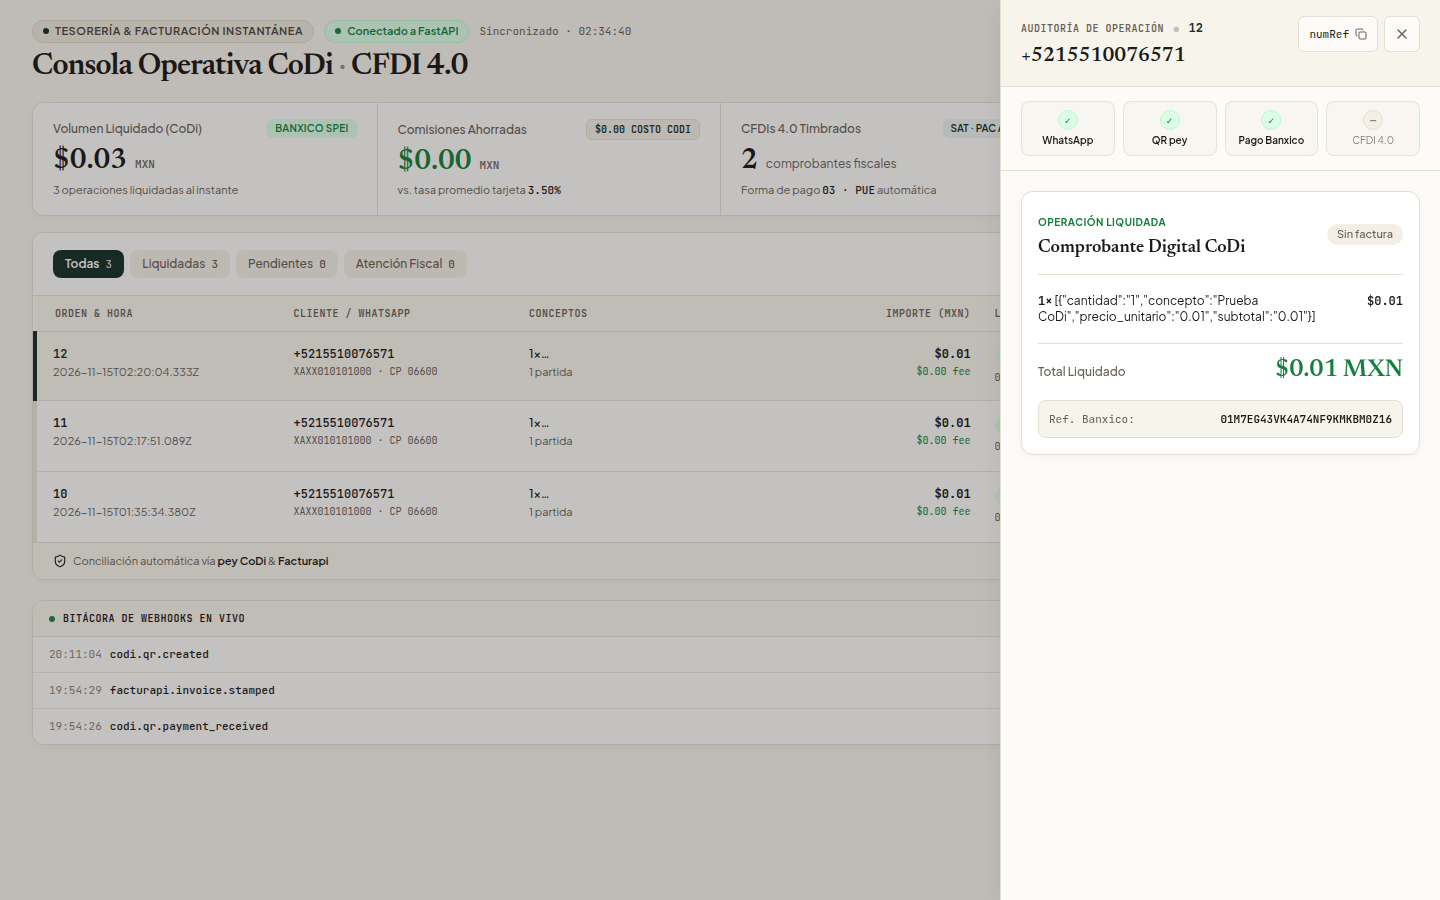 TESORERÍA & FACTURACIÓN INSTANTÁNEA
Conectado a FastAPI
Sincronizado · 02:34:40
Consola Operativa CoDi · CFDI 4.0
Volumen Liquidado (CoDi)
BANXICO SPEI
$0.03 MXN
3 operaciones liquidadas al instante
Comisiones Ahorradas
$0.00 COSTO CODI
$0.00 MXN
vs. tasa promedio tarjeta 3.50%
CFDIs 4.0 Timbrados
SAT · PAC A
2 comprobantes fiscales
Forma de pago 03 · PUE automática
Todas 3
Liquidadas 3
Pendientes 0
Atención Fiscal 0
ORDEN & HORA
CLIENTE / WHATSAPP
CONCEPTOS
IMPORTE (MXN)
12
+5215510076571
1×…
$0.01
2026-11-15T02:20:04.333Z
XAXX010101000 · CP 06600
1 partida
$0.00 fee
11
+5215510076571
1×…
$0.01
2026-11-15T02:17:51.089Z
XAXX010101000 · CP 06600
1 partida
$0.00 fee
10
+5215510076571
1×…
$0.01
2026-11-15T01:35:34.380Z
XAXX010101000 · CP 06600
1 partida
$0.00 fee
Conciliación automática vía pey CoDi & Facturapi
BITÁCORA DE WEBHOOKS EN VIVO
20:11:04 codi.qr.created
19:54:29 facturapi.invoice.stamped
19:54:26 codi.qr.payment_received
AUDITORÍA DE OPERACIÓN 12
+5215510076571
numRef
✓
WhatsApp
✓
QR pey
✓
Pago Banxico
—
CFDI 4.0
OPERACIÓN LIQUIDADA
Comprobante Digital CoDi
Sin factura
1× [{"cantidad":"1","concepto":"Prueba
CoDi","precio_unitario":"0.01","subtotal":"0.01"}]
$0.01
Total Liquidado
$0.01 MXN
Ref. Banxico:
01M7EG43VK4A74NF9KMKBM0Z16